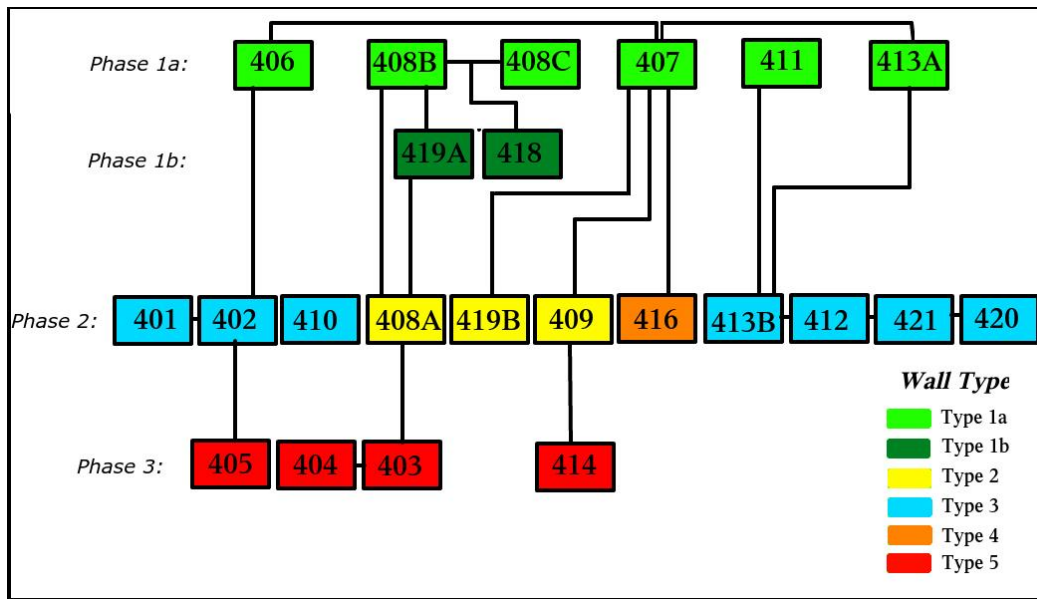 Phase 1a: 406 408B 408C 407 411 413A
Phase 1b: 419A 418
Phase 2: 401 402 410 408A 419B 409 416 413B 412 421 420
Wall Type
Type 1a
Type 1b
Phase 3: 405 404 403 414
Type 2
Type 3
Type 4
Type 5